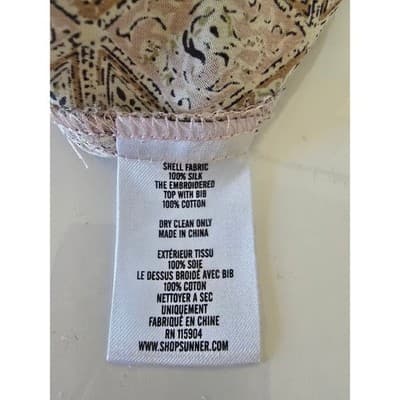 SHELL FABRIC
100% SILK
THE EMBROIDERED
TOP WITH BIB
100% COTTON
DRY CLEAN ONLY
MADE IN CHINA
EXTÉRIEUR TISSU
100% SOIE
LE DESSUS BROIDÉ AVEC BIB
100% COTON
NETTOYER A SEC
UNIQUEMENT
FABRIQUÉ EN CHINE
RN 115904
WWW.SHOPSUNNER.COM